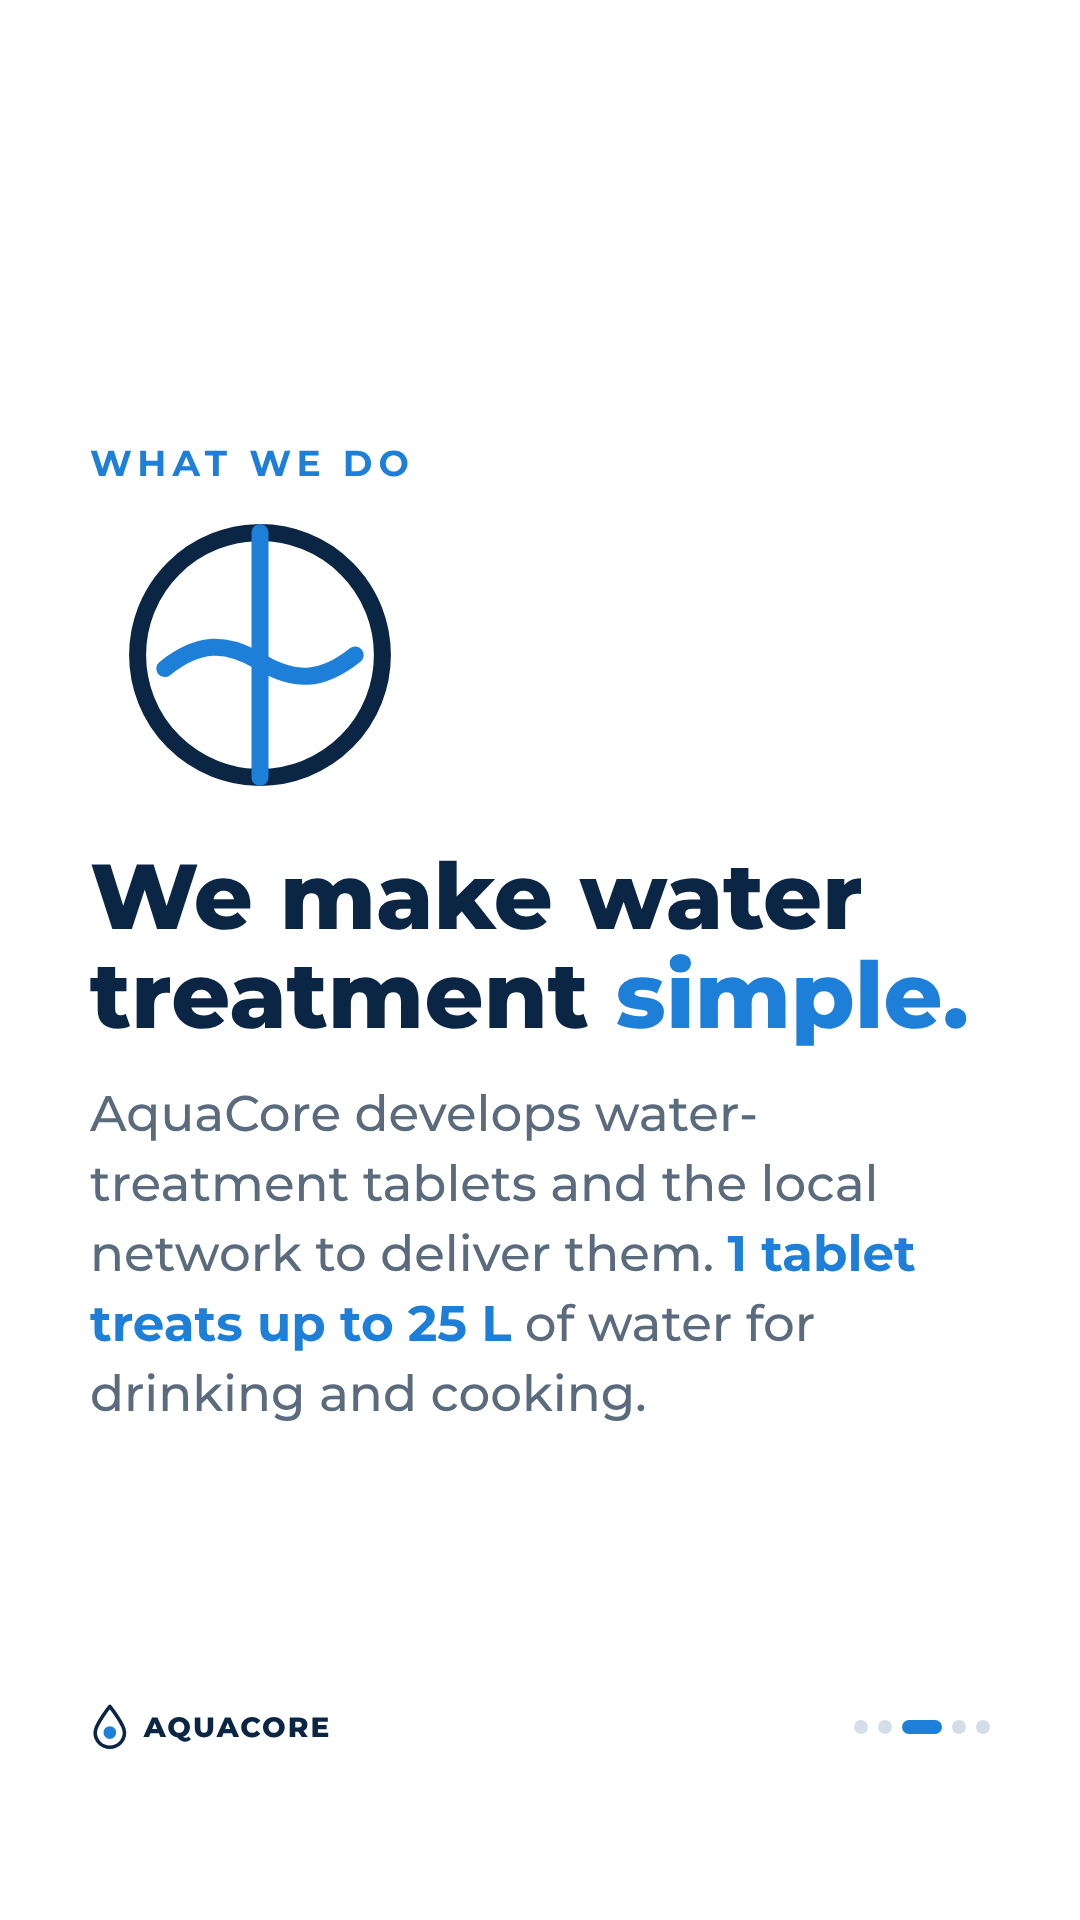 WHAT WE DO
We make water
treatment simple.
AquaCore develops water-
treatment tablets and the local
network to deliver them. 1 tablet
treats up to 25 L of water for
drinking and cooking.
AQUACORE